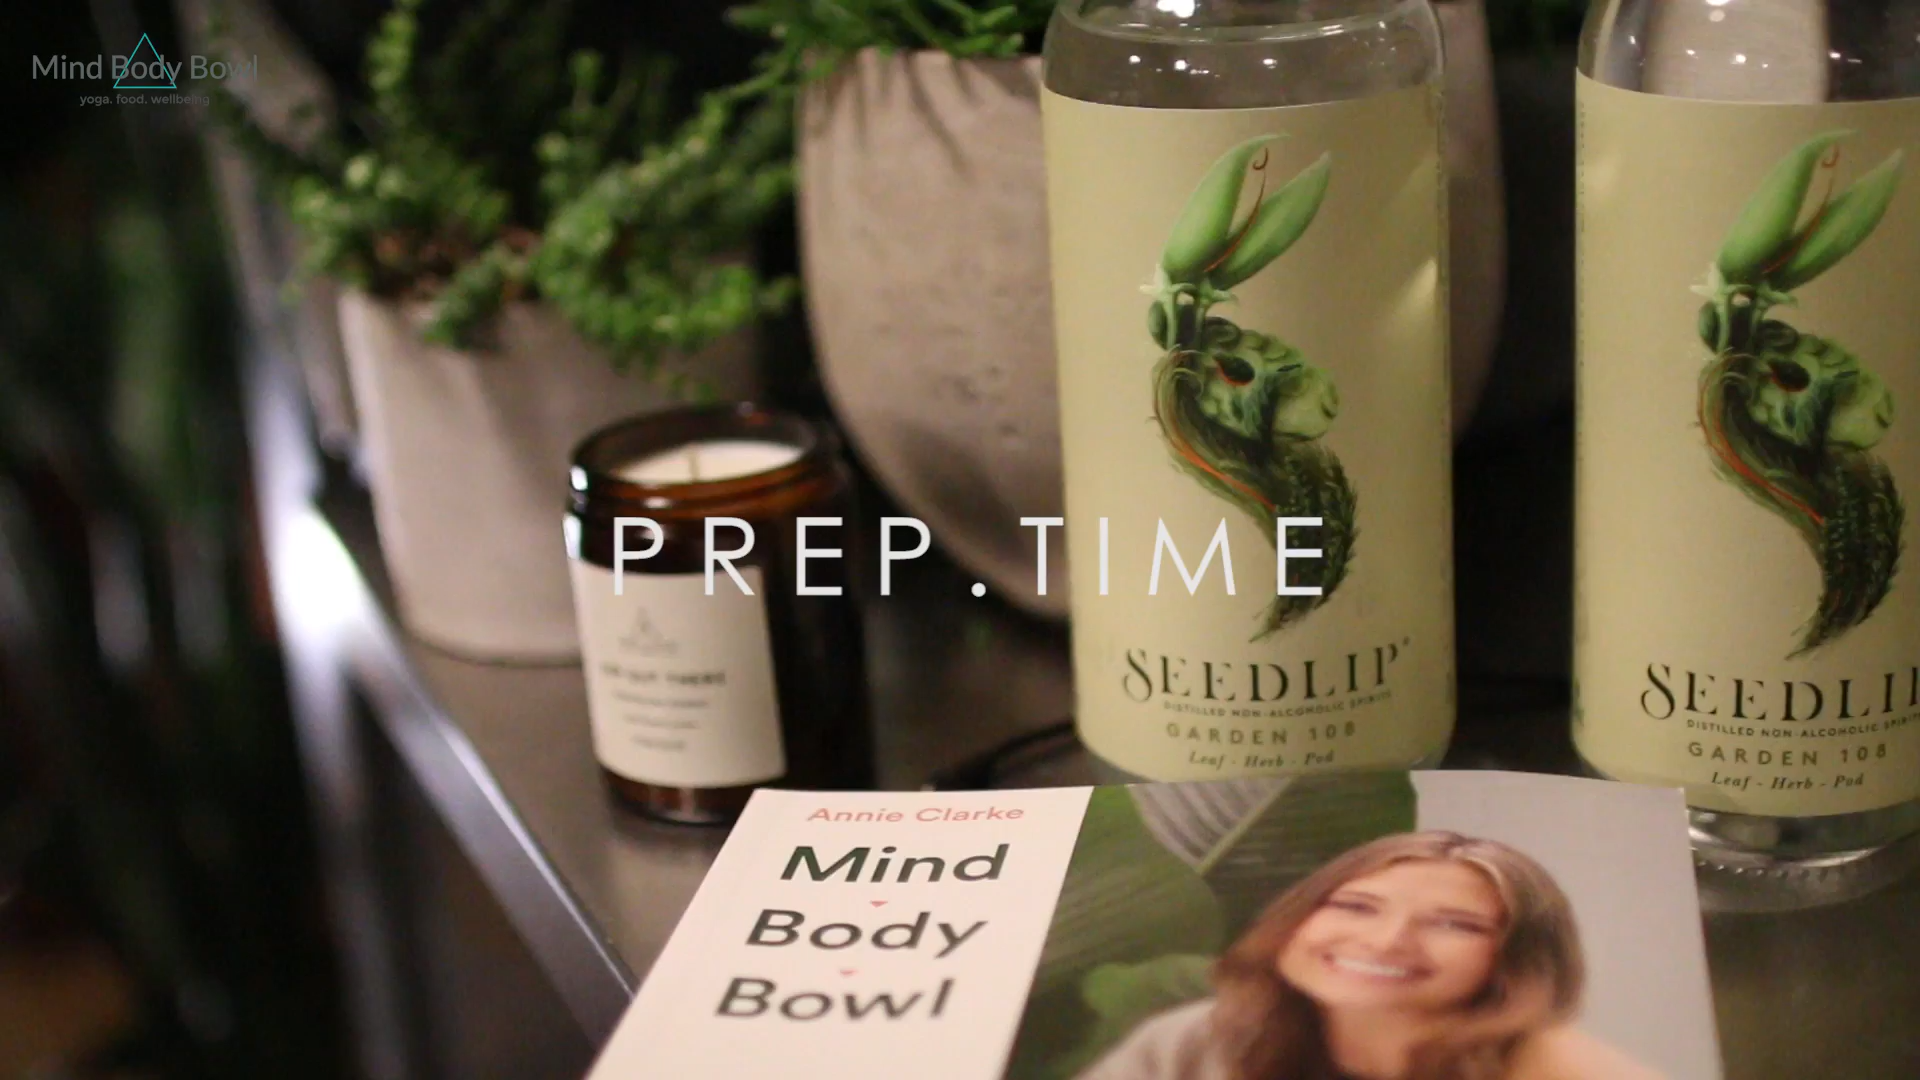 Mind Body Bowl
yoga. food. wellbeing
PREP.TIME
SEEDLIP
DISTILLED NON-ALCOHOLIC SPIRITS
GARDEN 108
Leaf - Herb - Pod
SEEDLIP
DISTILLED NON-ALCOHOLIC SPIRITS
GARDEN 108
Leaf - Herb - Pod
Annie Clarke
Mind
Body
Bowl